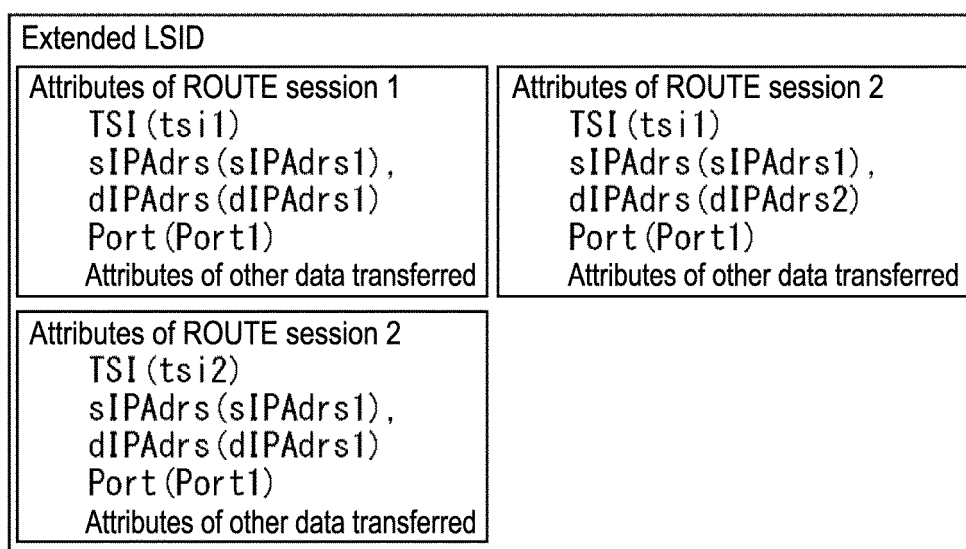 Extended LSID
Attributes of ROUTE session 1
TSI(tsi1)
sIPAdrs(sIPAdrs1),
dIPAdrs(dIPAdrs1)
Port(Port1)
Attributes of other data transferred
Attributes of ROUTE session 2
TSI(tsi1)
sIPAdrs(sIPAdrs1),
dIPAdrs(dIPAdrs2)
Port(Port1)
Attributes of other data transferred
Attributes of ROUTE session 2
TSI(tsi2)
sIPAdrs(sIPAdrs1),
dIPAdrs(dIPAdrs1)
Port(Port1)
Attributes of other data transferred